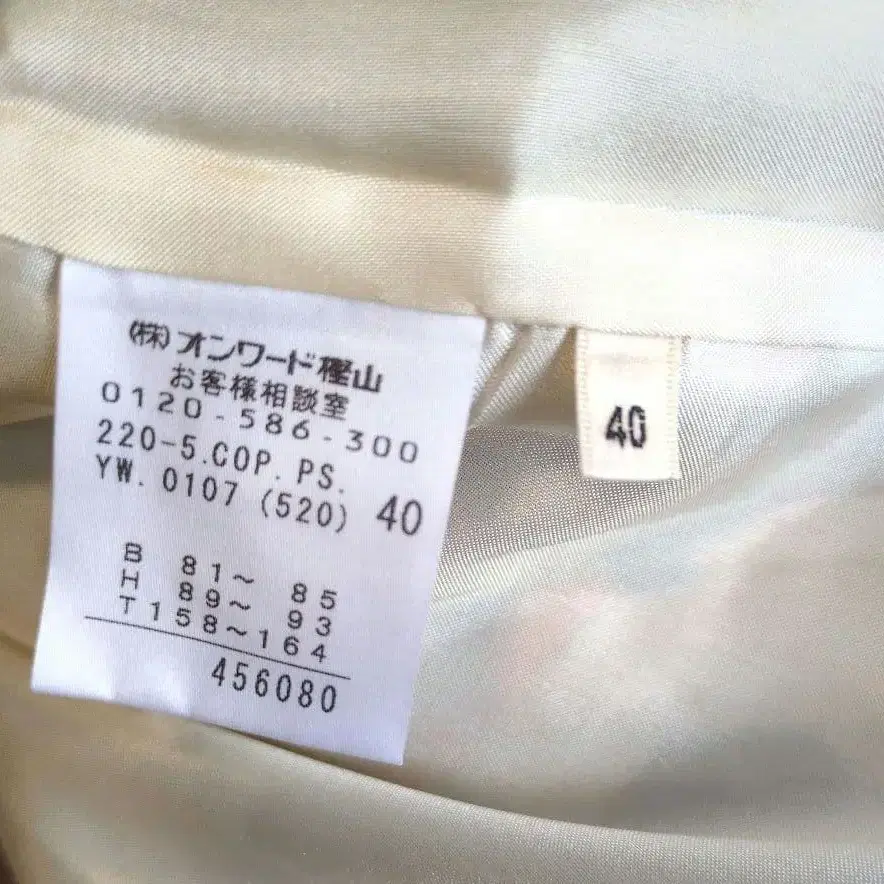 (株)オンワード樫山
お客様相談室
0120-586-300
220-5.COP.PS.
YW.0107 (520) 40
B 81～ 85
H 89～ 93
T158～164
456080
40